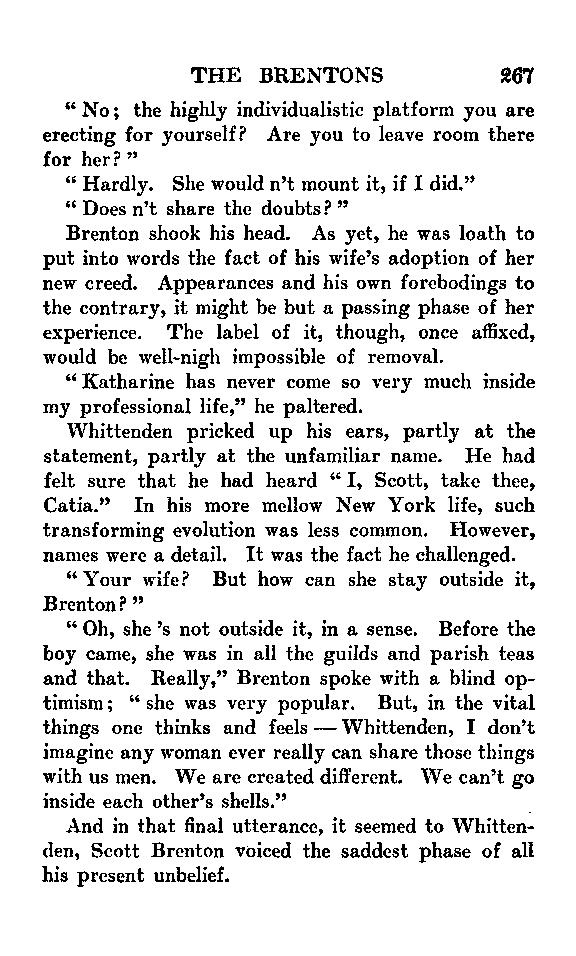 THE BRENTONS 267
“ No; the highly individualistic platform you are
erecting for yourself? Are you to leave room there
for her? ”
“ Hardly. She would n't mount it, if I did.”
“ Does n't share the doubts? ”
Brenton shook his head. As yet, he was loath to
put into words the fact of his wife's adoption of her
new creed. Appearances and his own forebodings to
the contrary, it might be but a passing phase of her
experience. The label of it, though, once affixed,
would be well-nigh impossible of removal.
“ Katharine has never come so very much inside
my professional life,” he paltered.
Whittenden pricked up his ears, partly at the
statement, partly at the unfamiliar name. He had
felt sure that he had heard “ I, Scott, take thee,
Catia.” In his more mellow New York life, such
transforming evolution was less common. However,
names were a detail. It was the fact he challenged.
“ Your wife? But how can she stay outside it,
Brenton? ”
“ Oh, she 's not outside it, in a sense. Before the
boy came, she was in all the guilds and parish teas
and that. Really,” Brenton spoke with a blind op-
timism; “ she was very popular. But, in the vital
things one thinks and feels — Whittenden, I don't
imagine any woman ever really can share those things
with us men. We are created different. We can't go
inside each other's shells.”
And in that final utterance, it seemed to Whitten-
den, Scott Brenton voiced the saddest phase of all
his present unbelief.